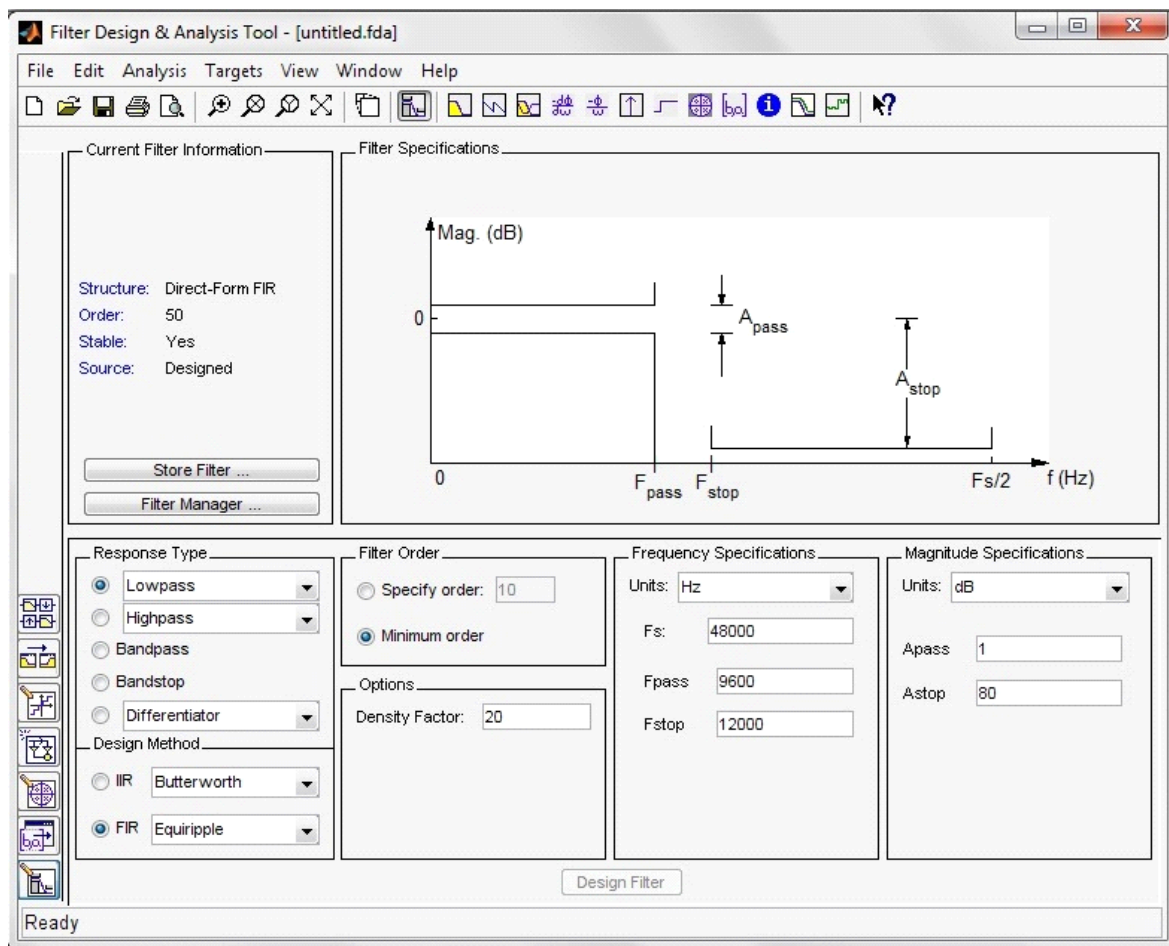 Filter Design & Analysis Tool - [untitled.fda]
File Edit Analysis Targets View Window Help
Current Filter Information
Structure: Direct-Form FIR
Order: 50
Stable: Yes
Source: Designed
Store Filter ...
Filter Manager ...
Filter Specifications
Mag. (dB)
0
A pass
A stop
0
F pass
F stop
Fs/2
f (Hz)
Response Type
Lowpass
Highpass
Bandpass
Bandstop
Differentiator
Design Method
IIR Butterworth
FIR Equiripple
Filter Order
Specify order: 10
Minimum order
Options
Density Factor: 20
Frequency Specifications
Units: Hz
Fs: 48000
Fpass 9600
Fstop 12000
Magnitude Specifications
Units: dB
Apass 1
Astop 80
Design Filter
Ready